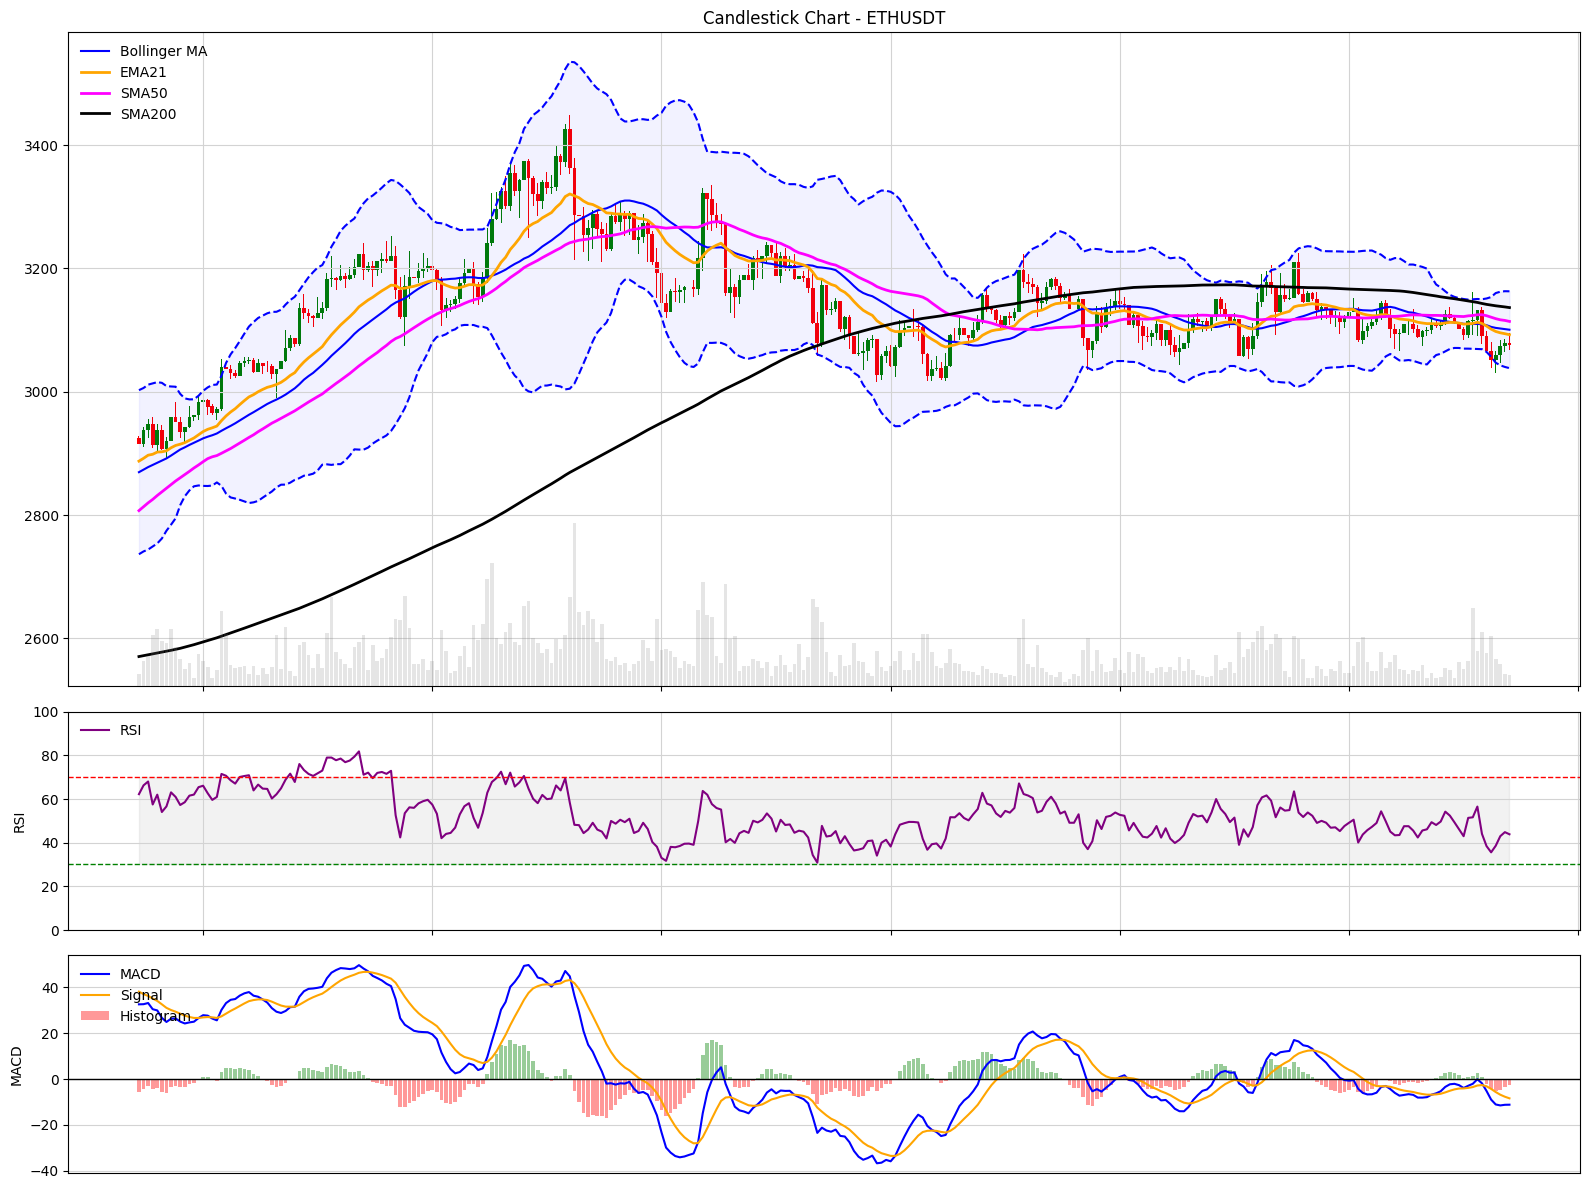 Candlestick Chart - ETHUSDT
Bollinger MA
EMA21
SMA50
SMA200
3400
3200
3000
2800
2600
RSI
100
80
60
40
20
0
RSI
MACD
Signal
Histogram
40
20
0
−20
−40
MACD